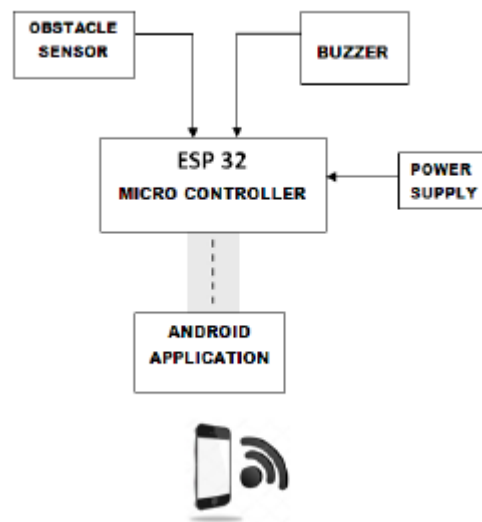 OBSTACLE
SENSOR
BUZZER
ESP 32
MICRO CONTROLLER
POWER
SUPPLY
ANDROID
APPLICATION